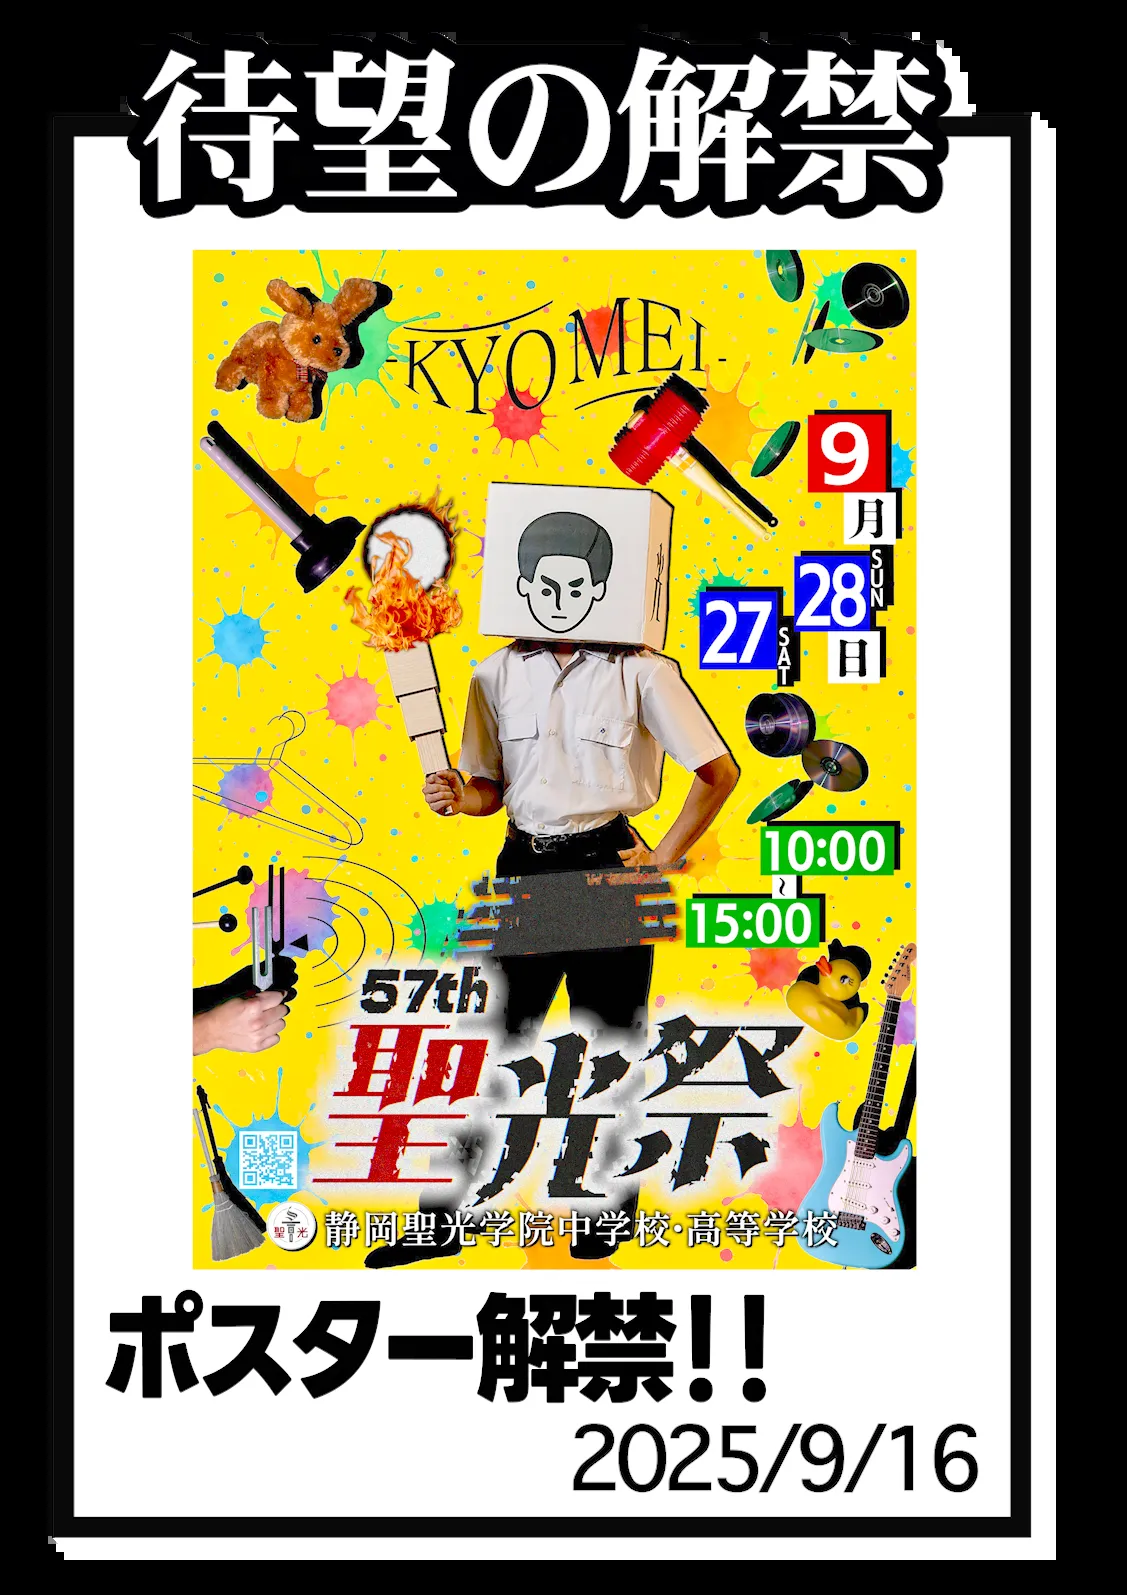 待望の解禁
-KYOMEI-
9
月
27
SAT
28
SUN
日
10:00
~
15:00
57th
聖光祭
聖光
静岡聖光学院中学校・高等学校
ポスター解禁!!
2025/9/16